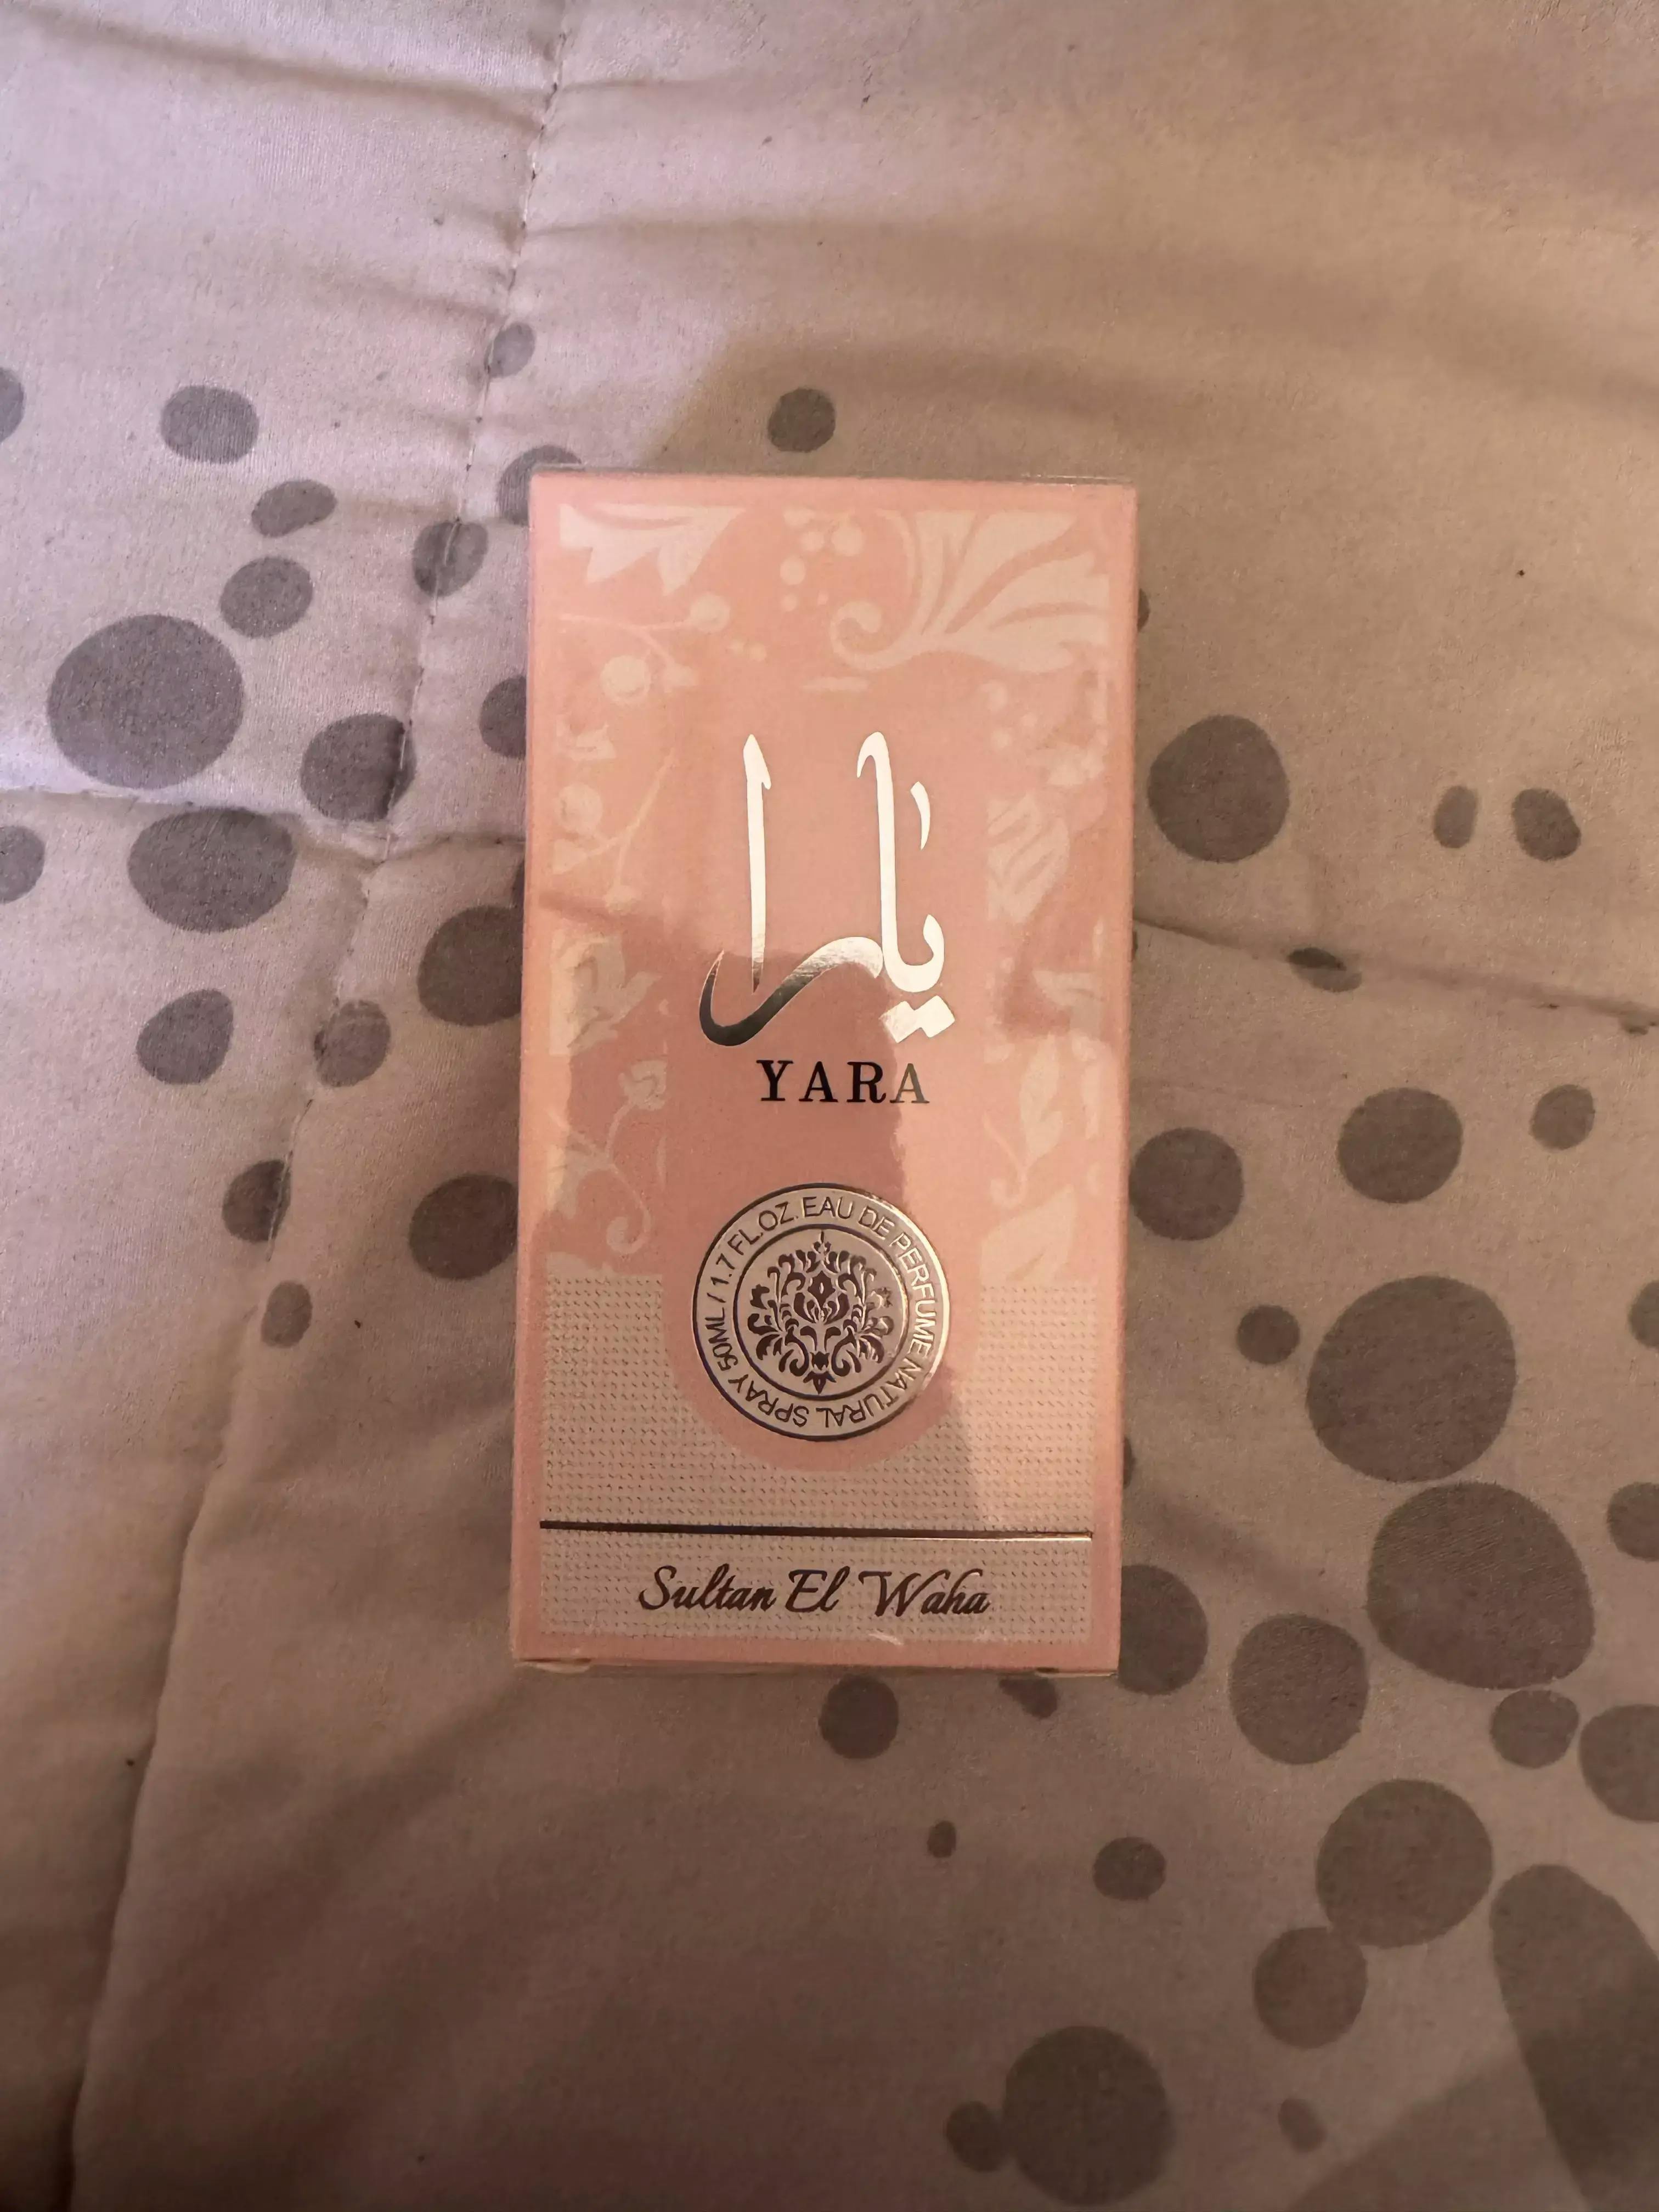 يارا
YARA
50ML / 1.7 FL.OZ. EAU DE PERFUME NATURAL SPRAY
Sultan El Waha